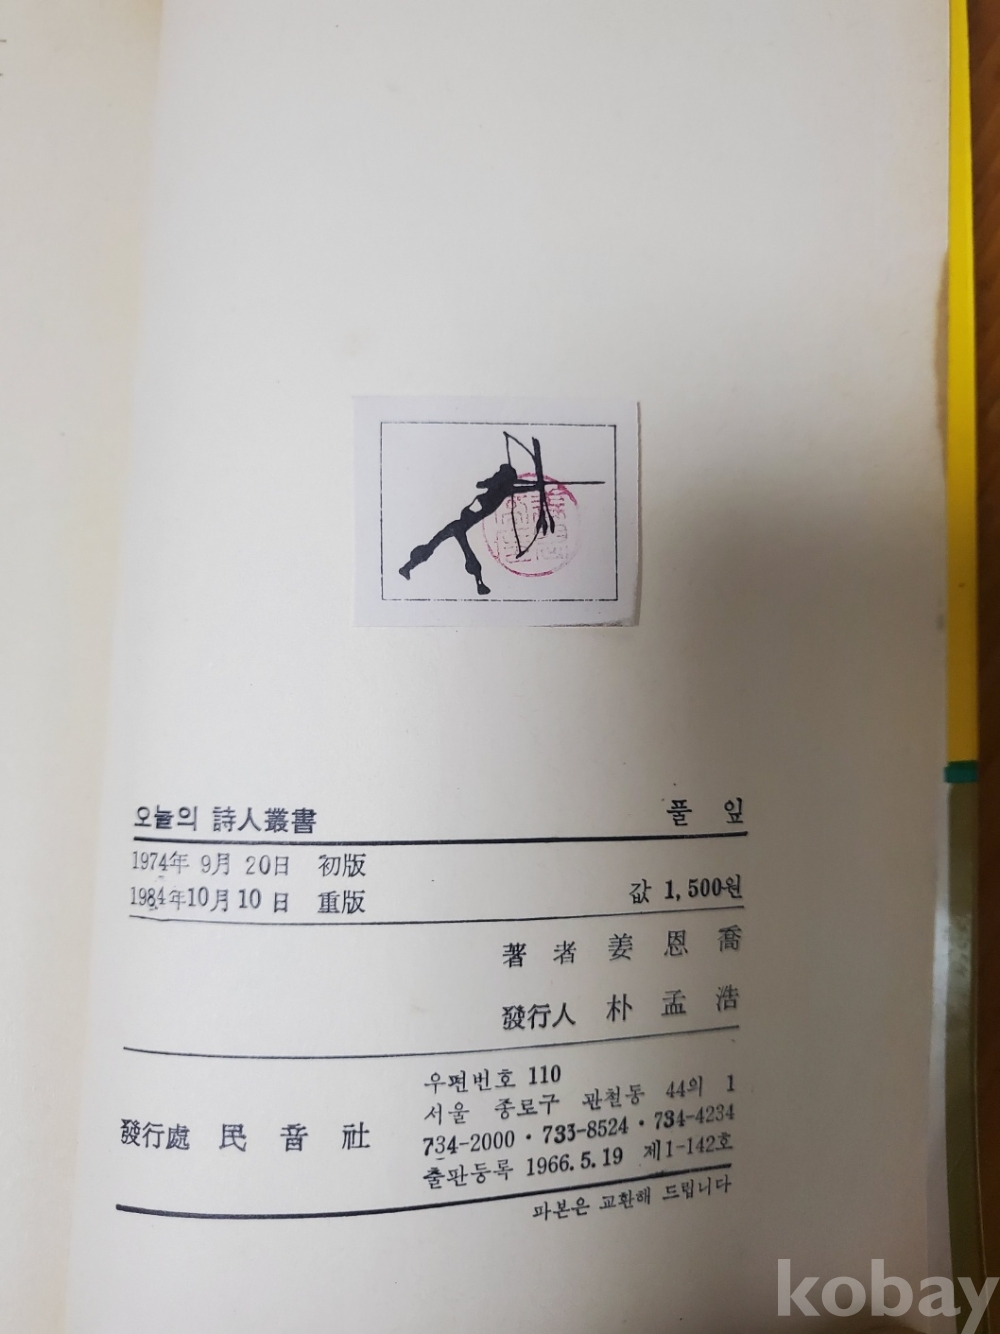 오늘의 詩人叢書 풀 잎
1974年 9月 20日 初版
1984年10月10日 重版 값 1,500원
著 者 姜 恩 喬
發行人 朴 孟 浩
發行處 民 音 社
우편번호 110
서울 종로구 관철동 44의 1
734-2000 · 733-8524 · 734-4234
출판등록 1966.5.19 제1-142호
파본은 교환해 드립니다
kobay